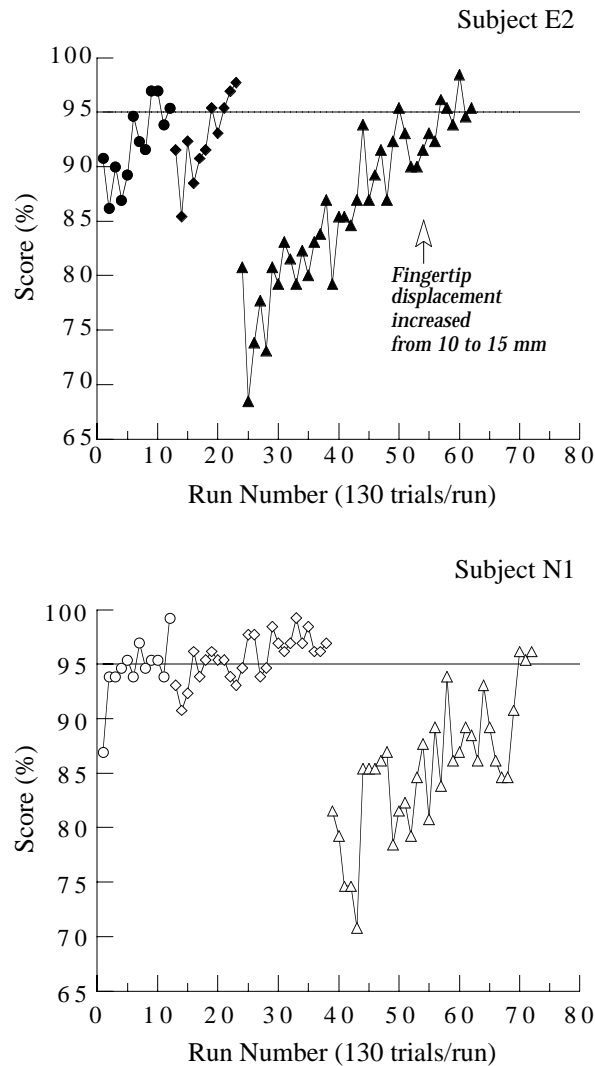 Subject E2
100
95
90
85
80
75
70
65
Score (%)
Fingertip
displacement
increased
from 10 to 15 mm
0 10 20 30 40 50 60 70 80
Run Number (130 trials/run)
Subject N1
100
95
90
85
80
75
70
65
Score (%)
0 10 20 30 40 50 60 70 80
Run Number (130 trials/run)